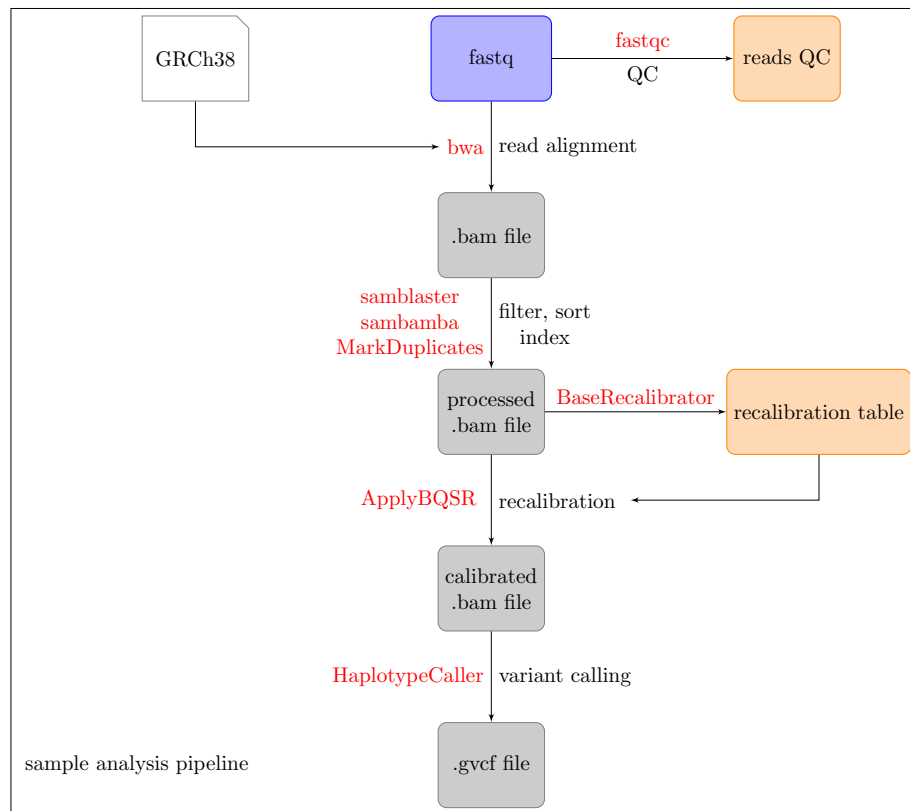 GRCh38
fastq
fastqc
QC
reads QC
bwa
read alignment
.bam file
samblaster
sambamba
MarkDuplicates
filter, sort
index
processed
.bam file
BaseRecalibrator
recalibration table
ApplyBQSR
recalibration
calibrated
.bam file
HaplotypeCaller
variant calling
.gvcf file
sample analysis pipeline